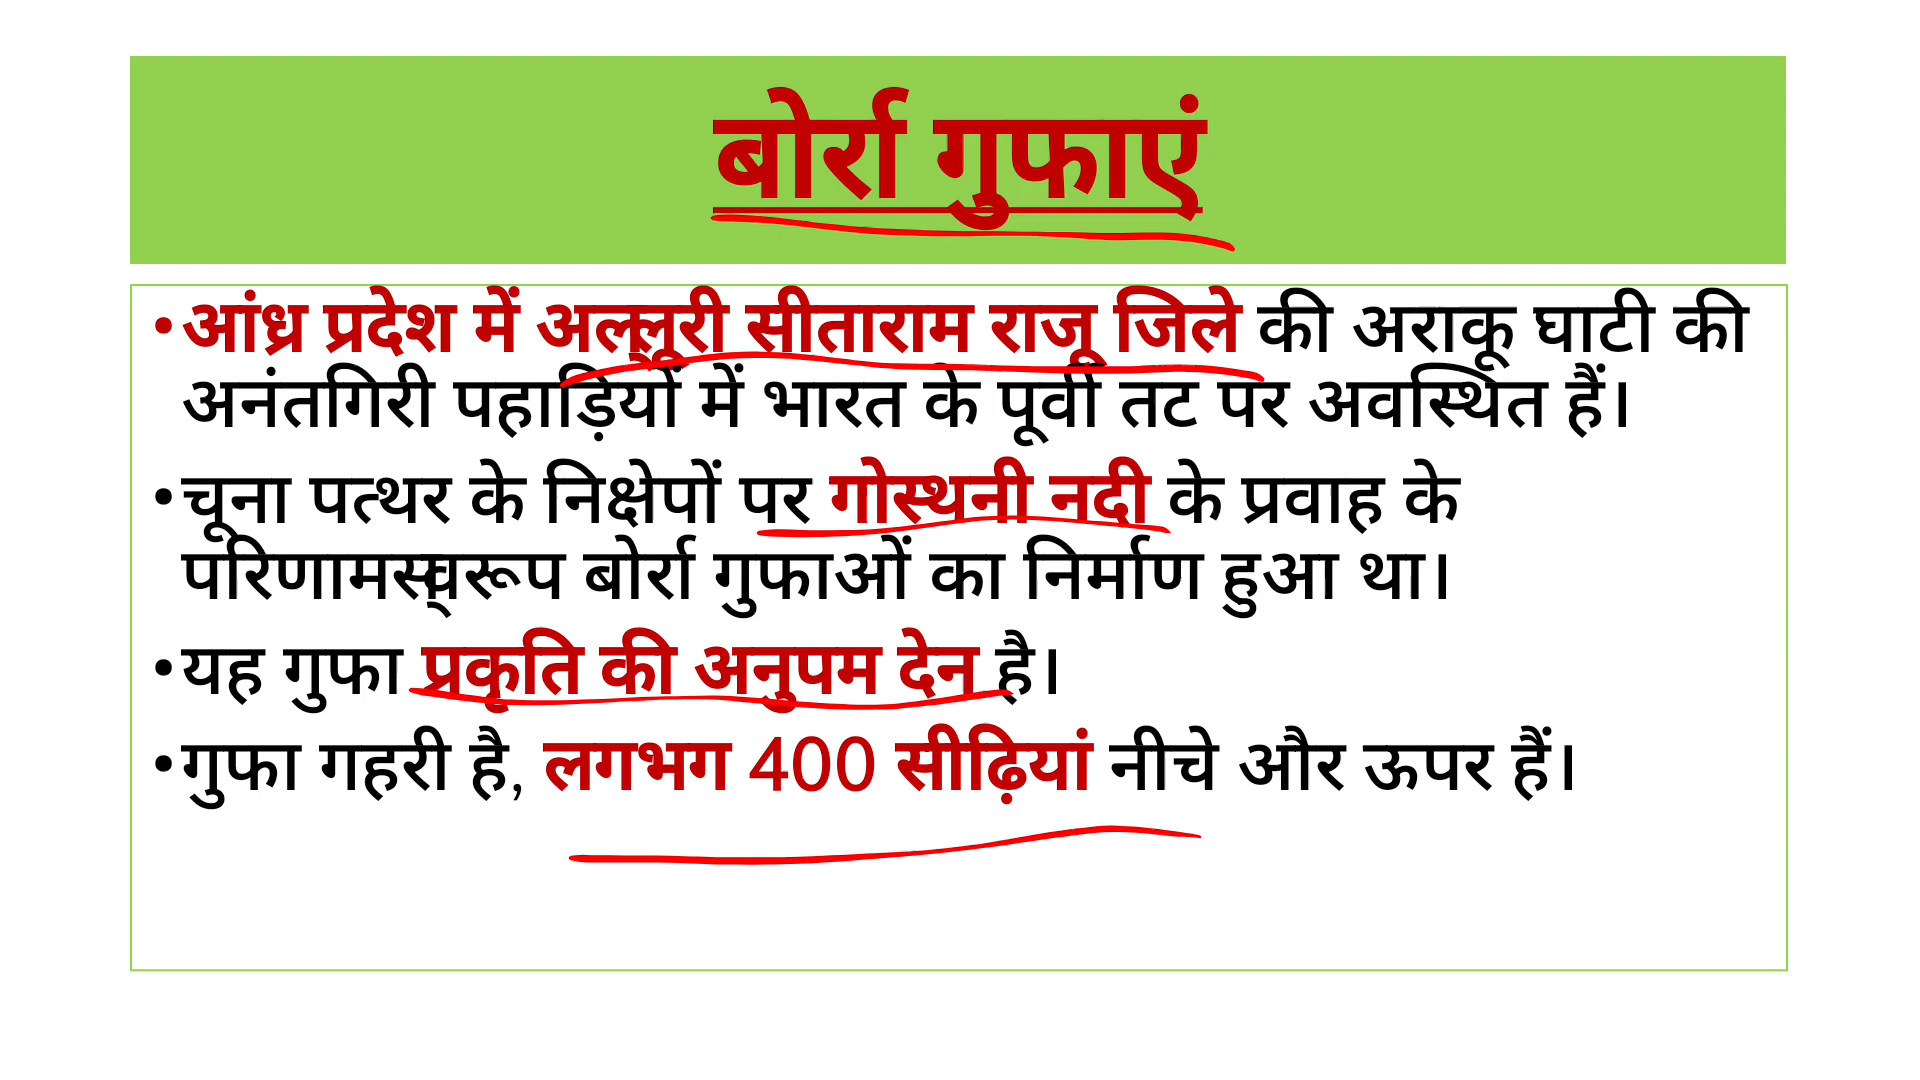 बोर्रा गुफाएं
•आंध्र प्रदेश में अल्लूरी सीताराम राजू जिले की अराकू घाटी की
अनंतगिरी पहाड़ियों में भारत के पूर्वी तट पर अवस्थित हैं।
•चूना पत्थर के निक्षेपों पर गोस्थनी नदी के प्रवाह के
परिणामस्वरूप बोर्रा गुफाओं का निर्माण हुआ था।
•यह गुफा प्रकृति की अनुपम देन है।
•गुफा गहरी है, लगभग 400 सीढ़ियां नीचे और ऊपर हैं।